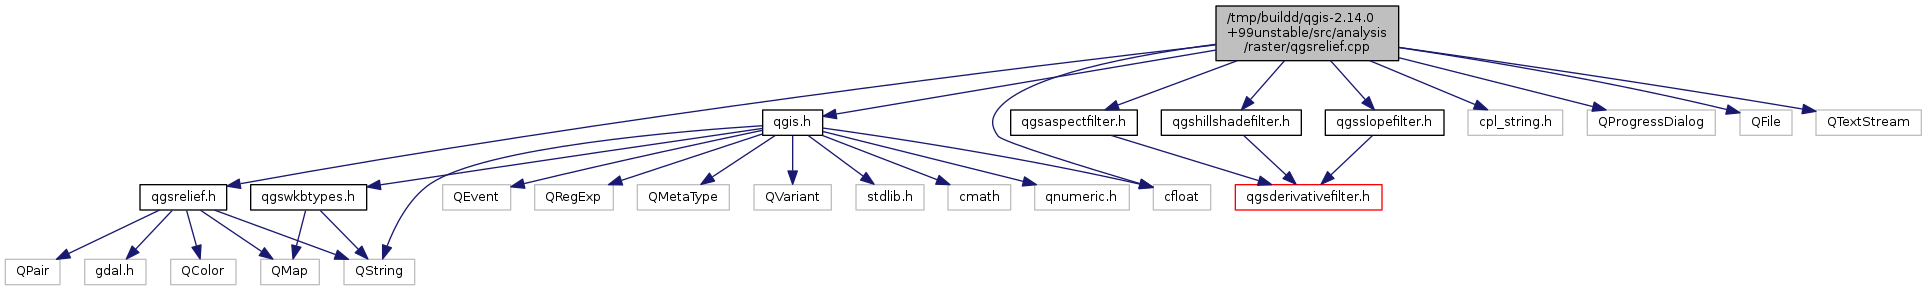 /tmp/buildd/qgis-2.14.0
+99unstable/src/analysis
/raster/qgsrelief.cpp
qgis.h
qgsaspectfilter.h
qgshillshadefilter.h
qgsslopefilter.h
cpl_string.h
QProgressDialog
QFile
QTextStream
qgsrelief.h
qgswkbtypes.h
QEvent
QRegExp
QMetaType
QVariant
stdlib.h
cmath
qnumeric.h
cfloat
qgsderivativefilter.h
QPair
gdal.h
QColor
QMap
QString